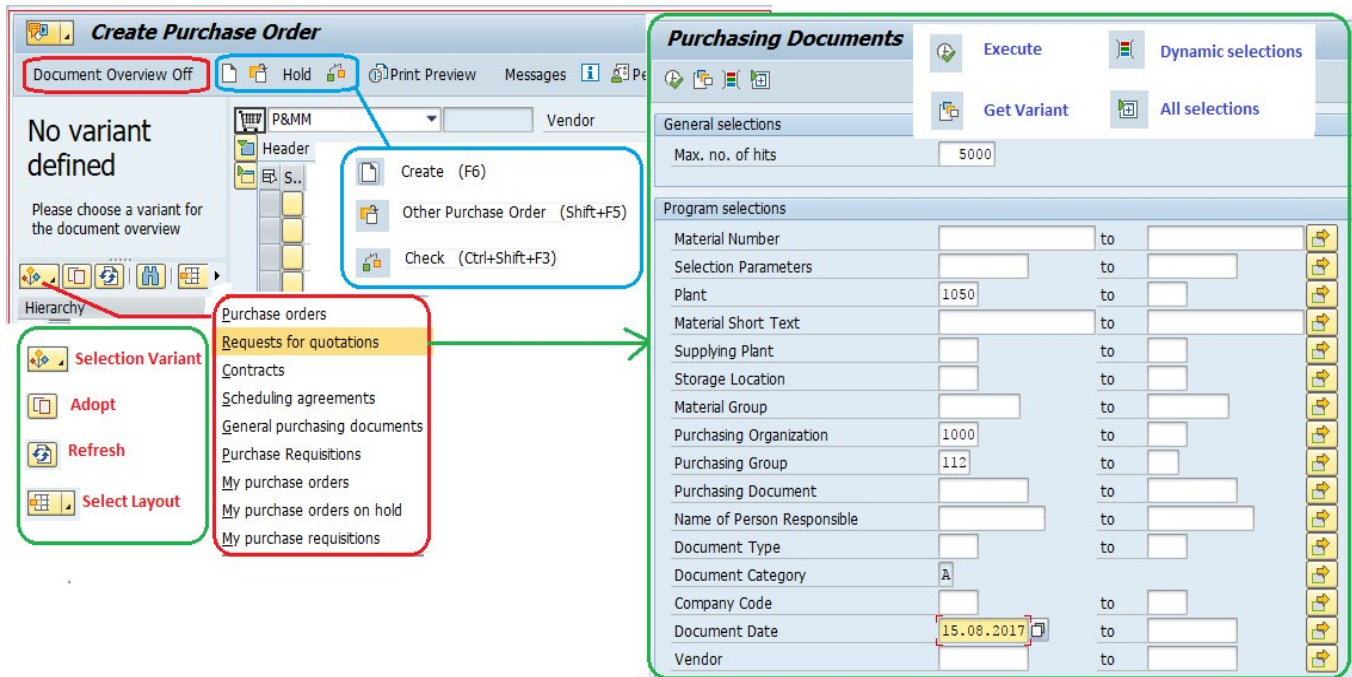 Create Purchase Order
Document Overview Off
Hold
Print Preview
Messages
No variant
defined
Please choose a variant for
the document overview
P&MM
Vendor
Header
S..
Create (F6)
Other Purchase Order (Shift+F5)
Check (Ctrl+Shift+F3)
Hierarchy
Selection Variant
Adopt
Refresh
Select Layout
Purchase orders
Requests for quotations
Contracts
Scheduling agreements
General purchasing documents
Purchase Requisitions
My purchase orders
My purchase orders on hold
My purchase requisitions
Purchasing Documents
Execute
Dynamic selections
Get Variant
All selections
General selections
Max. no. of hits 5000
Program selections
Material Number to
Selection Parameters to
Plant 1050 to
Material Short Text to
Supplying Plant to
Storage Location to
Material Group to
Purchasing Organization 1000 to
Purchasing Group 112 to
Purchasing Document to
Name of Person Responsible to
Document Type to
Document Category A
Company Code to
Document Date 15.08.2017 to
Vendor to